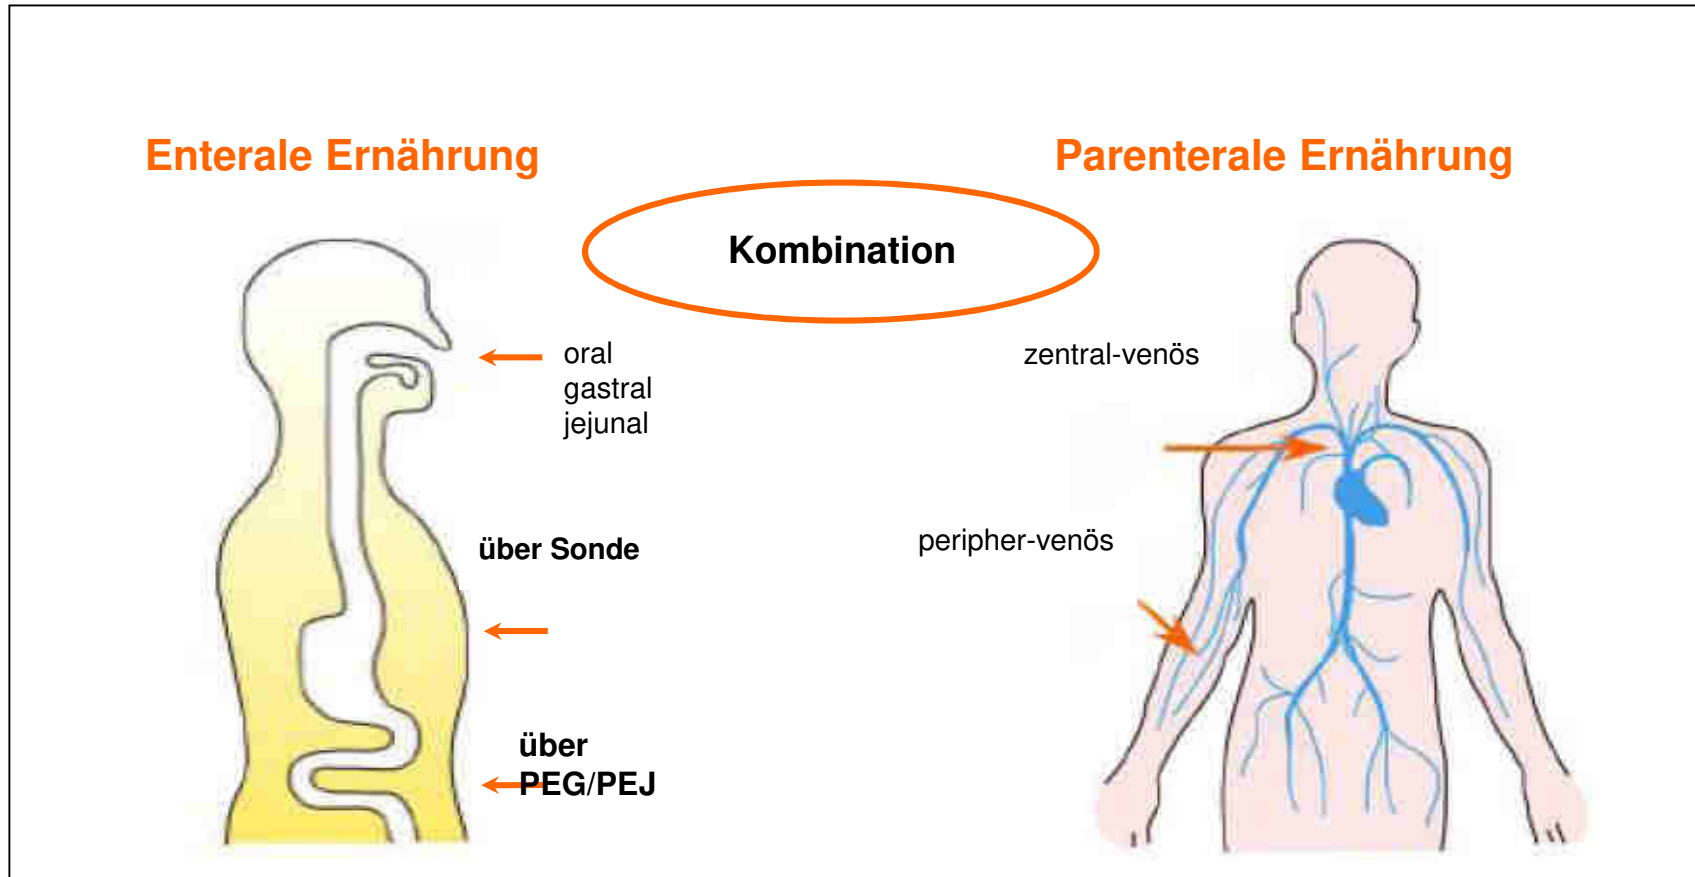 Enterale Ernährung
Parenterale Ernährung
Kombination
oral
gastral
jejunal
zentral-venös
über Sonde
peripher-venös
über
PEG/PEJ